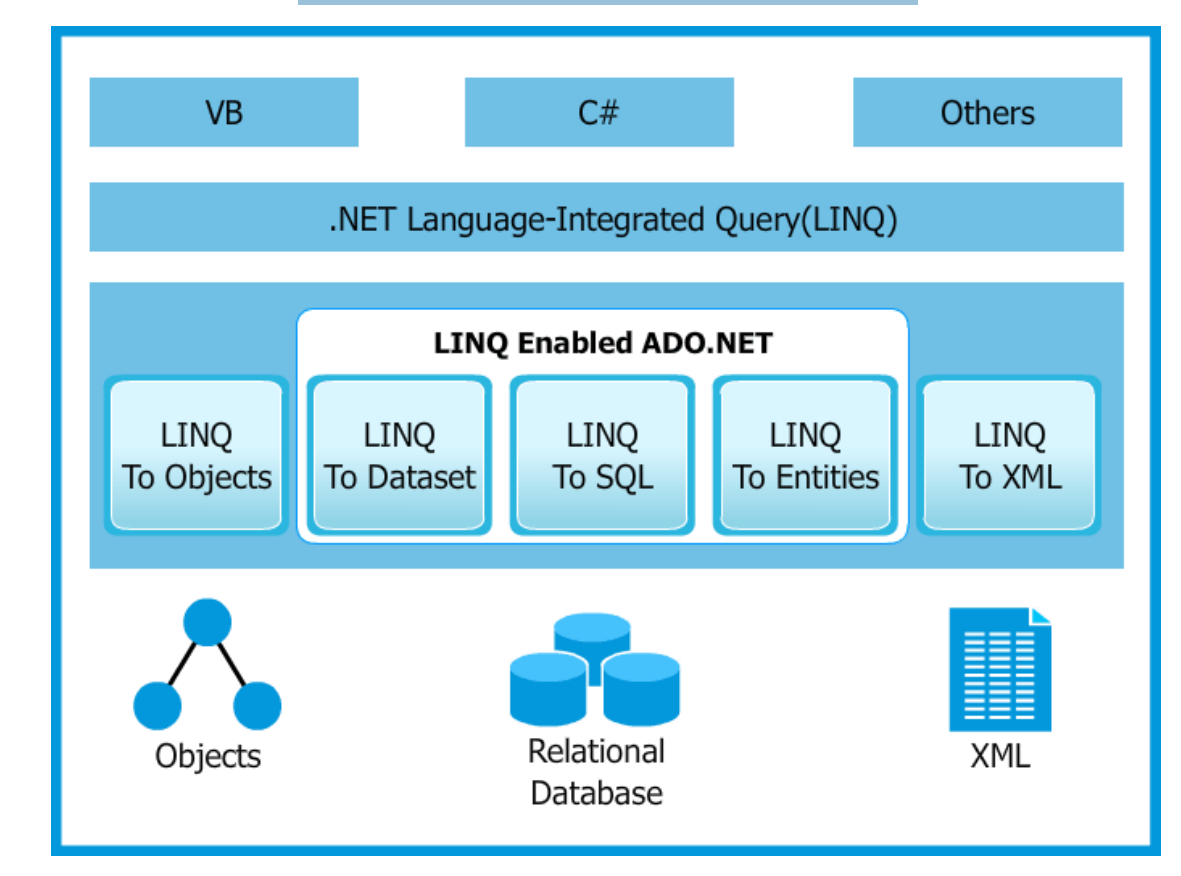 VB
C#
Others
.NET Language-Integrated Query(LINQ)
LINQ Enabled ADO.NET
LINQ
To Objects
LINQ
To Dataset
LINQ
To SQL
LINQ
To Entities
LINQ
To XML
Objects
Relational
Database
XML